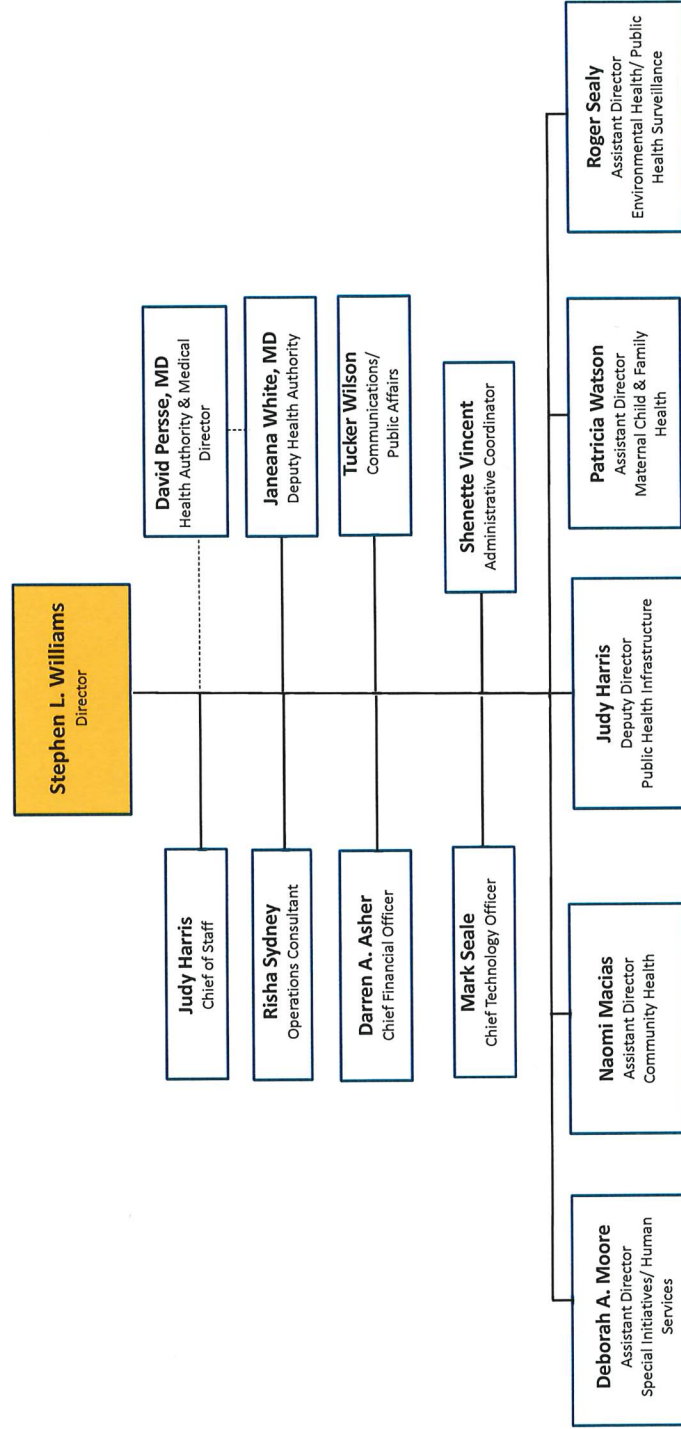 Stephen L. Williams
Director
Judy Harris
Chief of Staff
David Persse, MD
Health Authority & Medical
Director
Risha Sydney
Operations Consultant
Janeana White, MD
Deputy Health Authority
Darren A. Asher
Chief Financial Officer
Tucker Wilson
Communications/
Public Affairs
Mark Seale
Chief Technology Officer
Shenette Vincent
Administrative Coordinator
Deborah A. Moore
Assistant Director
Special Initiatives/ Human
Services
Naomi Macias
Assistant Director
Community Health
Judy Harris
Deputy Director
Public Health Infrastructure
Patricia Watson
Assistant Director
Maternal Child & Family
Health
Roger Sealy
Assistant Director
Environmental Health/ Public
Health Surveillance